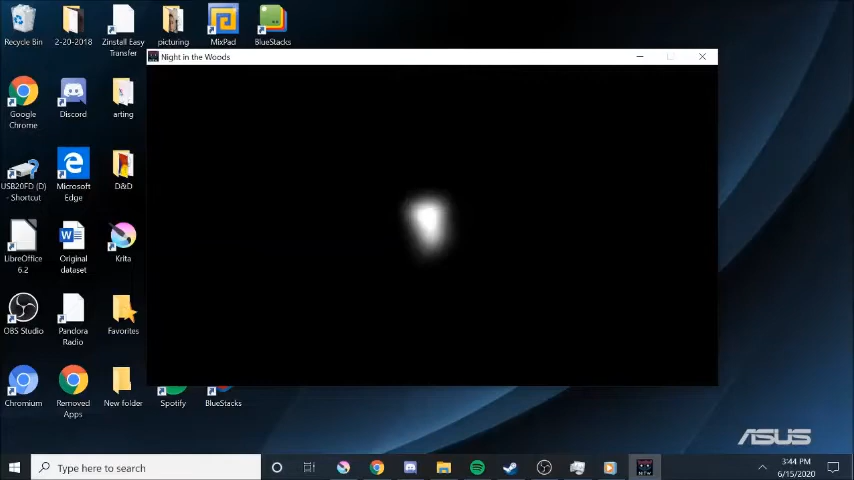 Recycle Bin
2-20-2018
Zinstall Easy
Transfer
picturing
MixPad
BlueStacks
Night in the Woods
Google
Chrome
Discord
arting
USB20FD (D)
- Shortcut
Microsoft
Edge
D&D
LibreOffice
6.2
Original
dataset
Krita
OBS Studio
Pandora
Radio
Favorites
Chromium
Removed
Apps
New folder
Spotify
BlueStacks
ASUS
Type here to search
3:44 PM
6/15/2020